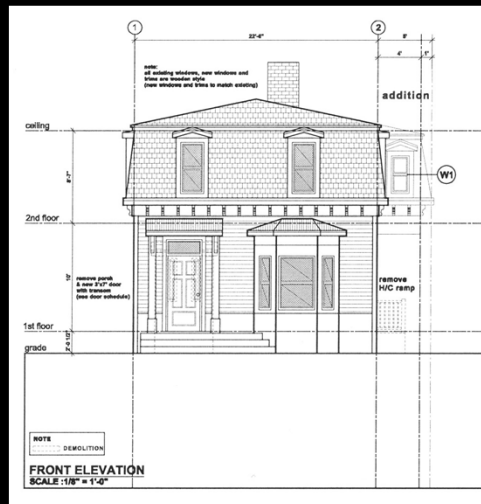 1
2
22'-6"
8'
4'
1'
note:
all existing windows, new windows and
trims are wooden style
(new windows and trims to match existing)
addition
ceiling
W1
8'-7"
2nd floor
10'
remove porch
& new 3'x7' door
with transom
(see door schedule)
remove
H/C ramp
1st floor
2'-8 1/2"
grade
NOTE
DEMOLITION
FRONT ELEVATION
SCALE :1/8" = 1'-0"